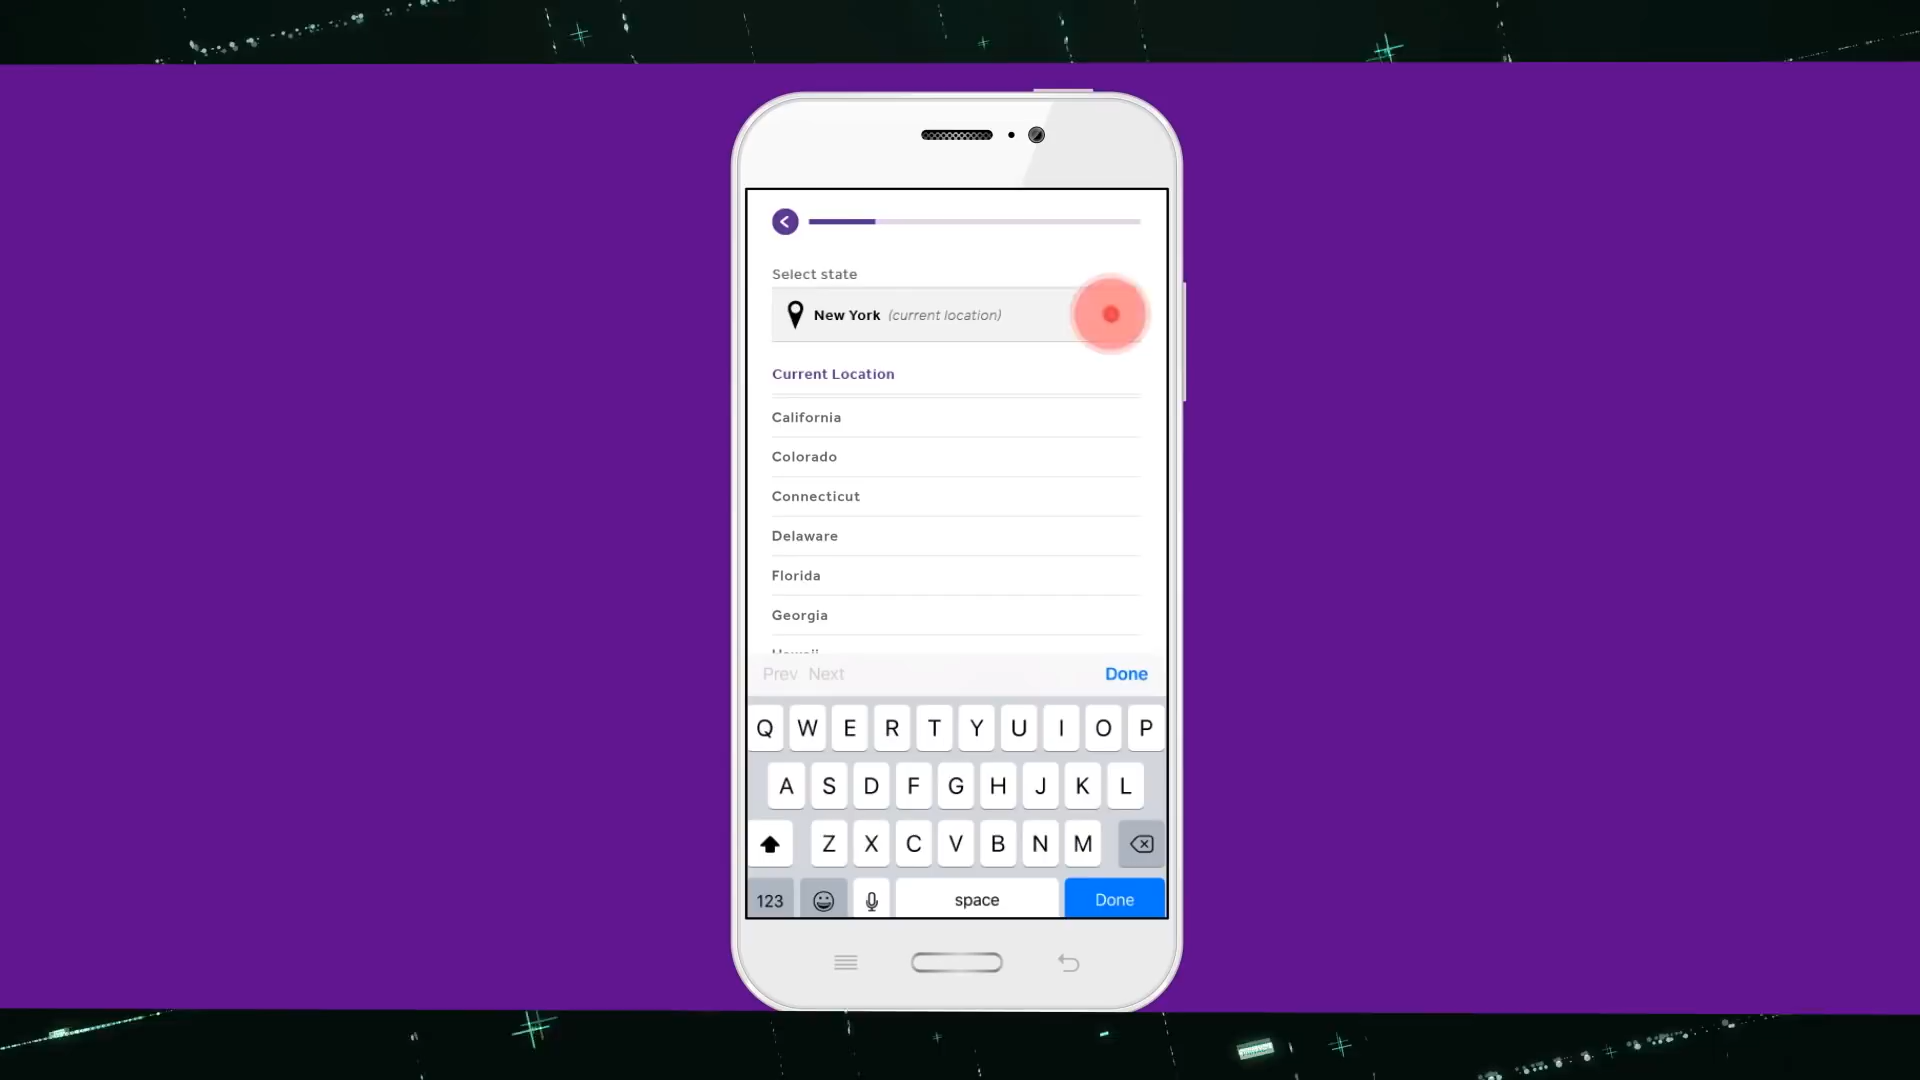 Select state
New York (current location)
Current Location
California
Colorado
Connecticut
Delaware
Florida
Georgia
Hawaii
Prev Next Done
Q W E R T Y U I O P
A S D F G H J K L
Z X C V B N M
123 space Done